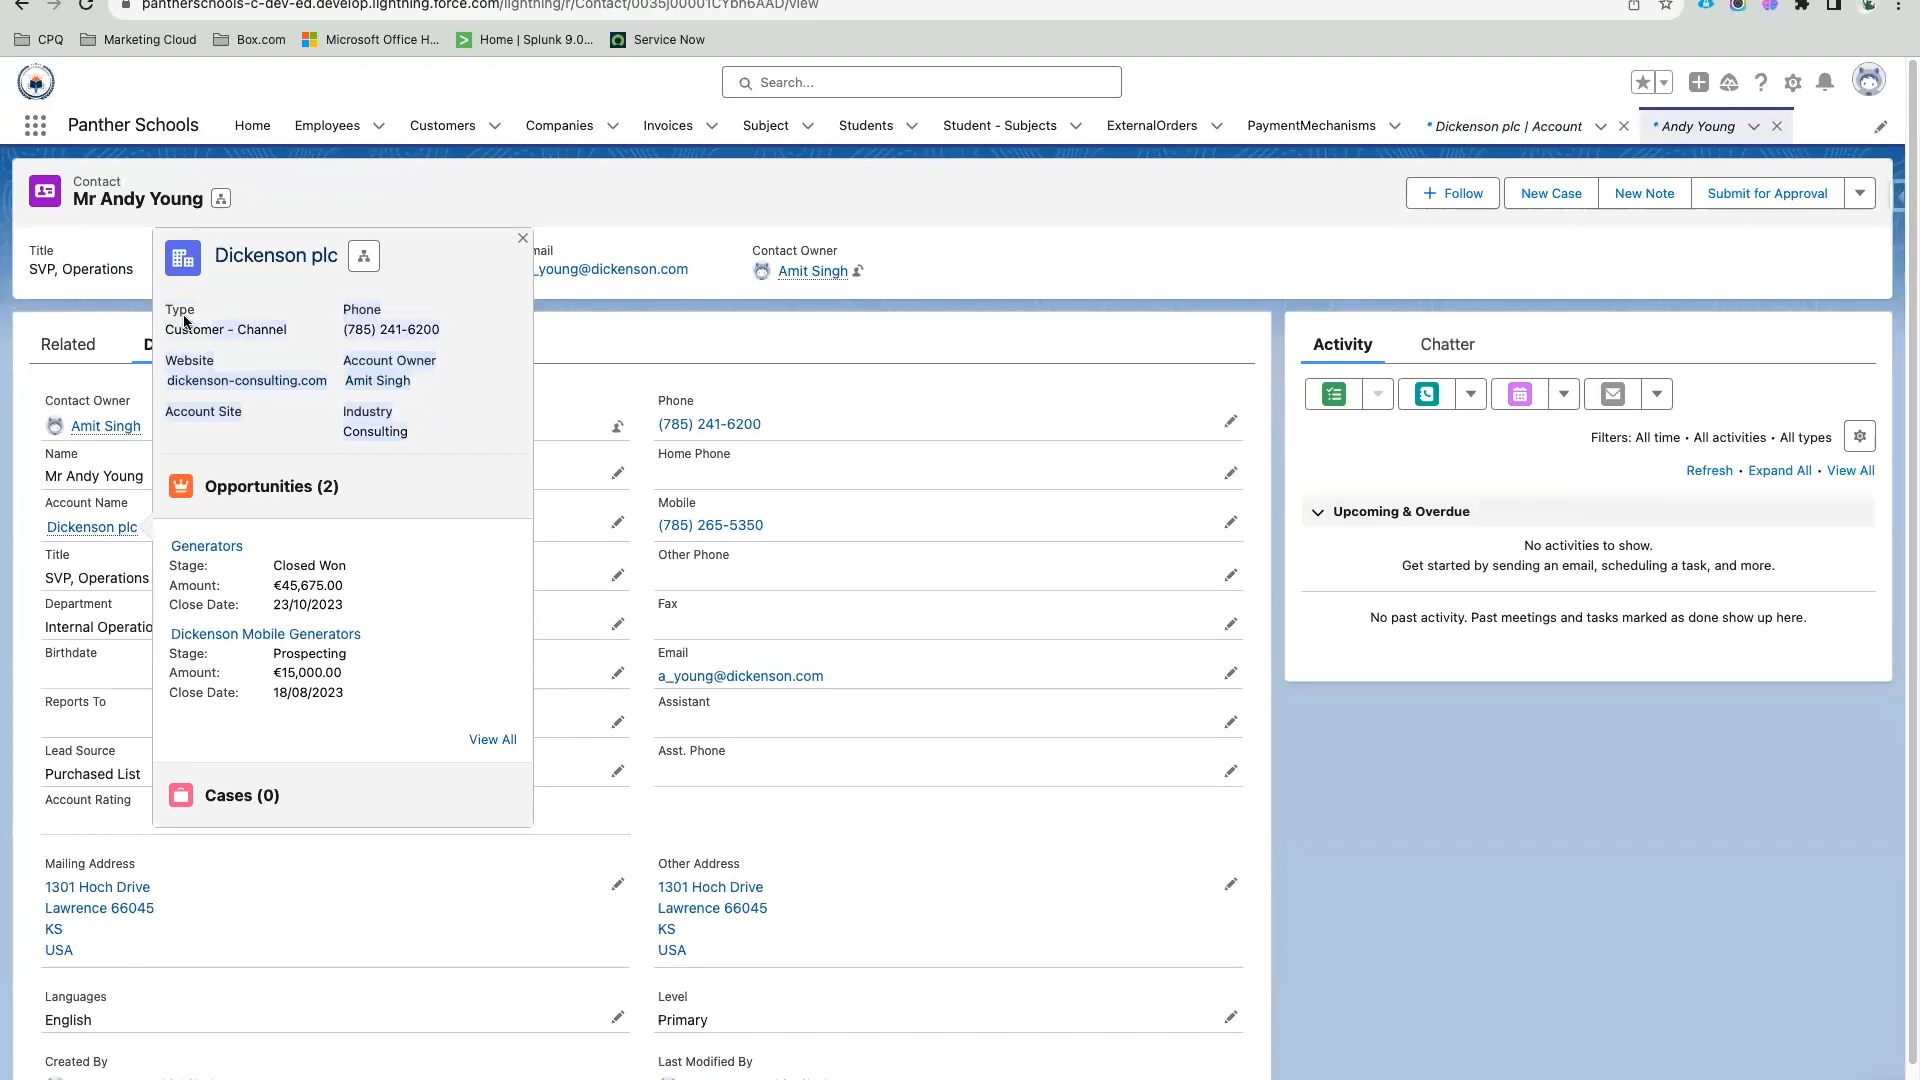 pantherschools-c-dev-ed.develop.lightning.force.com/lightning/r/Contact/0035j00001CYbh6AAD/view
CPQ Marketing Cloud Box.com Microsoft Office H... Home | Splunk 9.0... Service Now
Search...
Panther Schools Home Employees Customers Companies Invoices Subject Students Student - Subjects ExternalOrders PaymentMechanisms * Dickenson plc | Account * Andy Young
Contact
Mr Andy Young
+ Follow New Case New Note Submit for Approval
Title
SVP, Operations
mail
_young@dickenson.com
Contact Owner
Amit Singh
Dickenson plc
Type
Customer - Channel
Phone
(785) 241-6200
Website
dickenson-consulting.com
Account Owner
Amit Singh
Account Site
Industry
Consulting
Opportunities (2)
Generators
Stage: Closed Won
Amount: €45,675.00
Close Date: 23/10/2023
Dickenson Mobile Generators
Stage: Prospecting
Amount: €15,000.00
Close Date: 18/08/2023
View All
Cases (0)
Related D
Contact Owner
Amit Singh
Name
Mr Andy Young
Account Name
Dickenson plc
Title
SVP, Operations
Department
Internal Operatio
Birthdate
Reports To
Lead Source
Purchased List
Account Rating
Mailing Address
1301 Hoch Drive
Lawrence 66045
KS
USA
Languages
English
Created By
Phone
(785) 241-6200
Home Phone
Mobile
(785) 265-5350
Other Phone
Fax
Email
a_young@dickenson.com
Assistant
Asst. Phone
Other Address
1301 Hoch Drive
Lawrence 66045
KS
USA
Level
Primary
Last Modified By
Activity Chatter
Filters: All time • All activities • All types
Refresh • Expand All • View All
Upcoming & Overdue
No activities to show.
Get started by sending an email, scheduling a task, and more.
No past activity. Past meetings and tasks marked as done show up here.